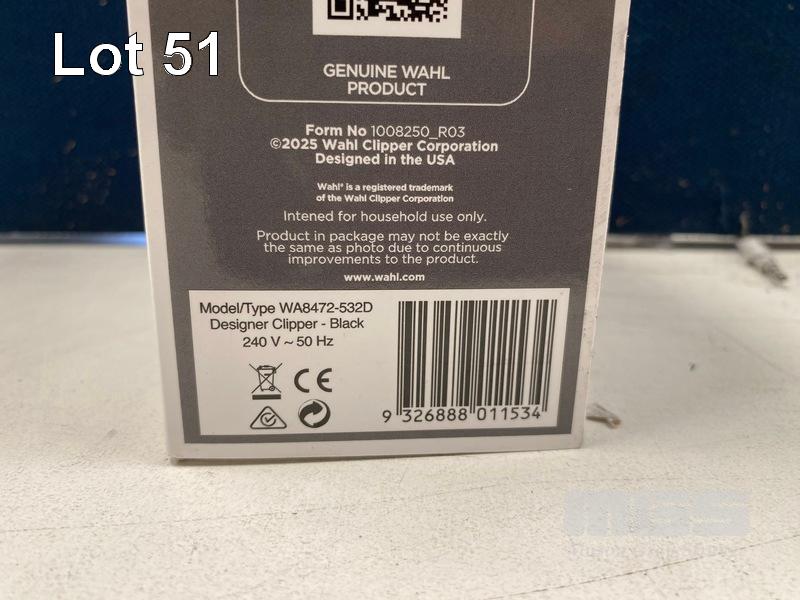 Lot 51
GENUINE WAHL
PRODUCT
Form No 1008250_R03
©2025 Wahl Clipper Corporation
Designed in the USA
Wahl® is a registered trademark
of the Wahl Clipper Corporation
Intened for household use only.
Product in package may not be exactly
the same as photo due to continuous
improvements to the product.
www.wahl.com
Model/Type WA8472-532D
Designer Clipper - Black
240 V ~ 50 Hz
CE
9 326888 011534